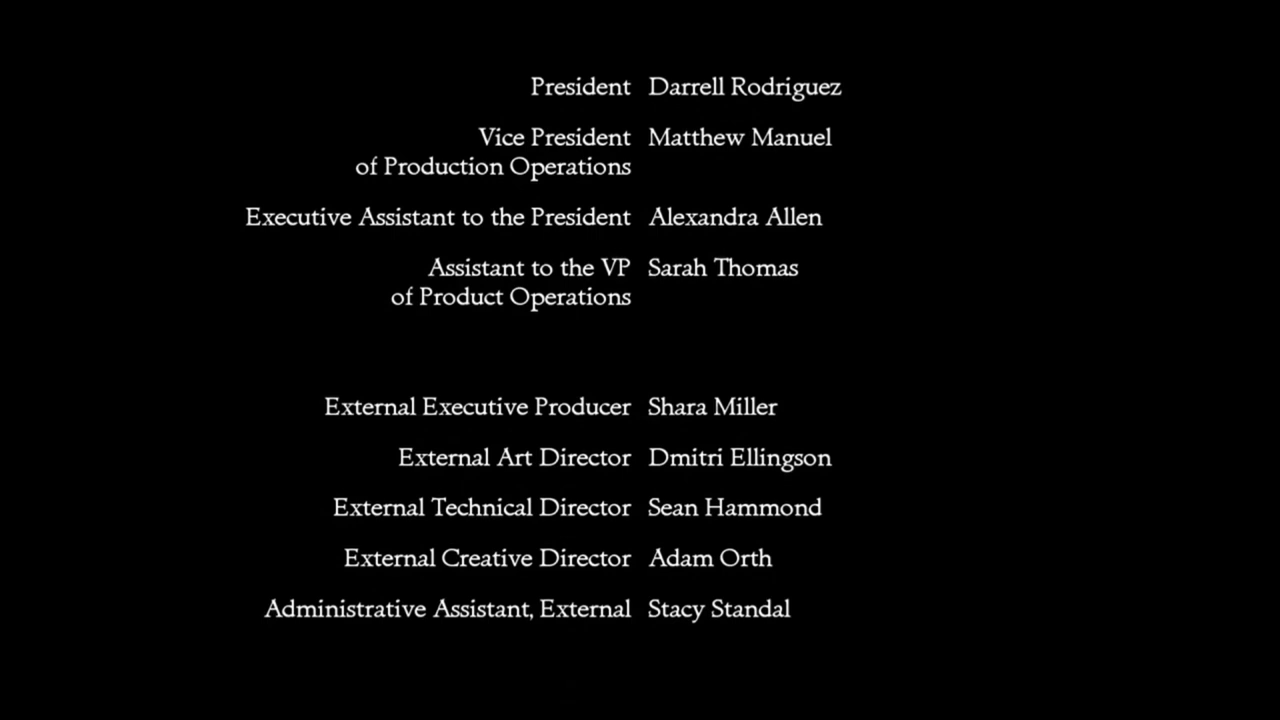 President Darrell Rodriguez
Vice President Matthew Manuel
of Production Operations
Executive Assistant to the President Alexandra Allen
Assistant to the VP Sarah Thomas
of Product Operations
External Executive Producer Shara Miller
External Art Director Dmitri Ellingson
External Technical Director Sean Hammond
External Creative Director Adam Orth
Administrative Assistant, External Stacy Standal